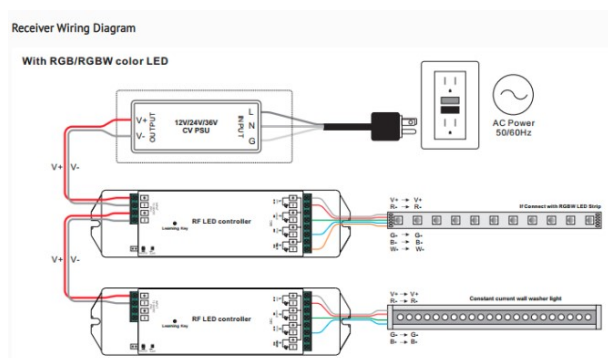 Receiver Wiring Diagram
With RGB/RGBW color LED
V+
V-
OUTPUT
12V/24V/36V
CV PSU
INPUT
L
N
G
AC Power
50/60Hz
V+ V-
Learning Key
RF LED controller
V+ → V+
R- → R-
If Connect with RGBW LED Strip
G- → G-
B- → B-
W- → W-
V+ V-
Learning Key
RF LED controller
V+ → V+
R- → R-
Constant current wall washer light
G- → G-
B- → B-